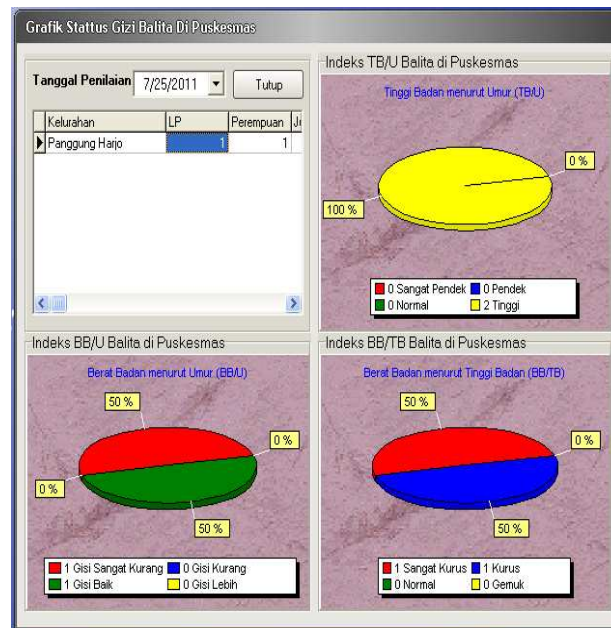 Grafik Stattus Gizi Balita Di Puskesmas
Tanggal Penilaian 7/25/2011 Tutup
Kelurahan LP Perempuan
Panggung Harjo 1 1
Indeks TB/U Balita di Puskesmas
Tinggi Badan menurut Umur (TB/U)
0 %
100 %
0 Sangat Pendek 0 Pendek
0 Normal 2 Tinggi
Indeks BB/U Balita di Puskesmas
Berat Badan menurut Umur (BB/U)
50 %
0 %
0 %
50 %
1 Gisi Sangat Kurang 0 Gisi Kurang
1 Gisi Baik 0 Gisi Lebih
Indeks BB/TB Balita di Puskesmas
Berat Badan menurut Tinggi Badan (BB/TB)
50 %
0 %
50 %
1 Sangat Kurus 1 Kurus
0 Normal 0 Gemuk